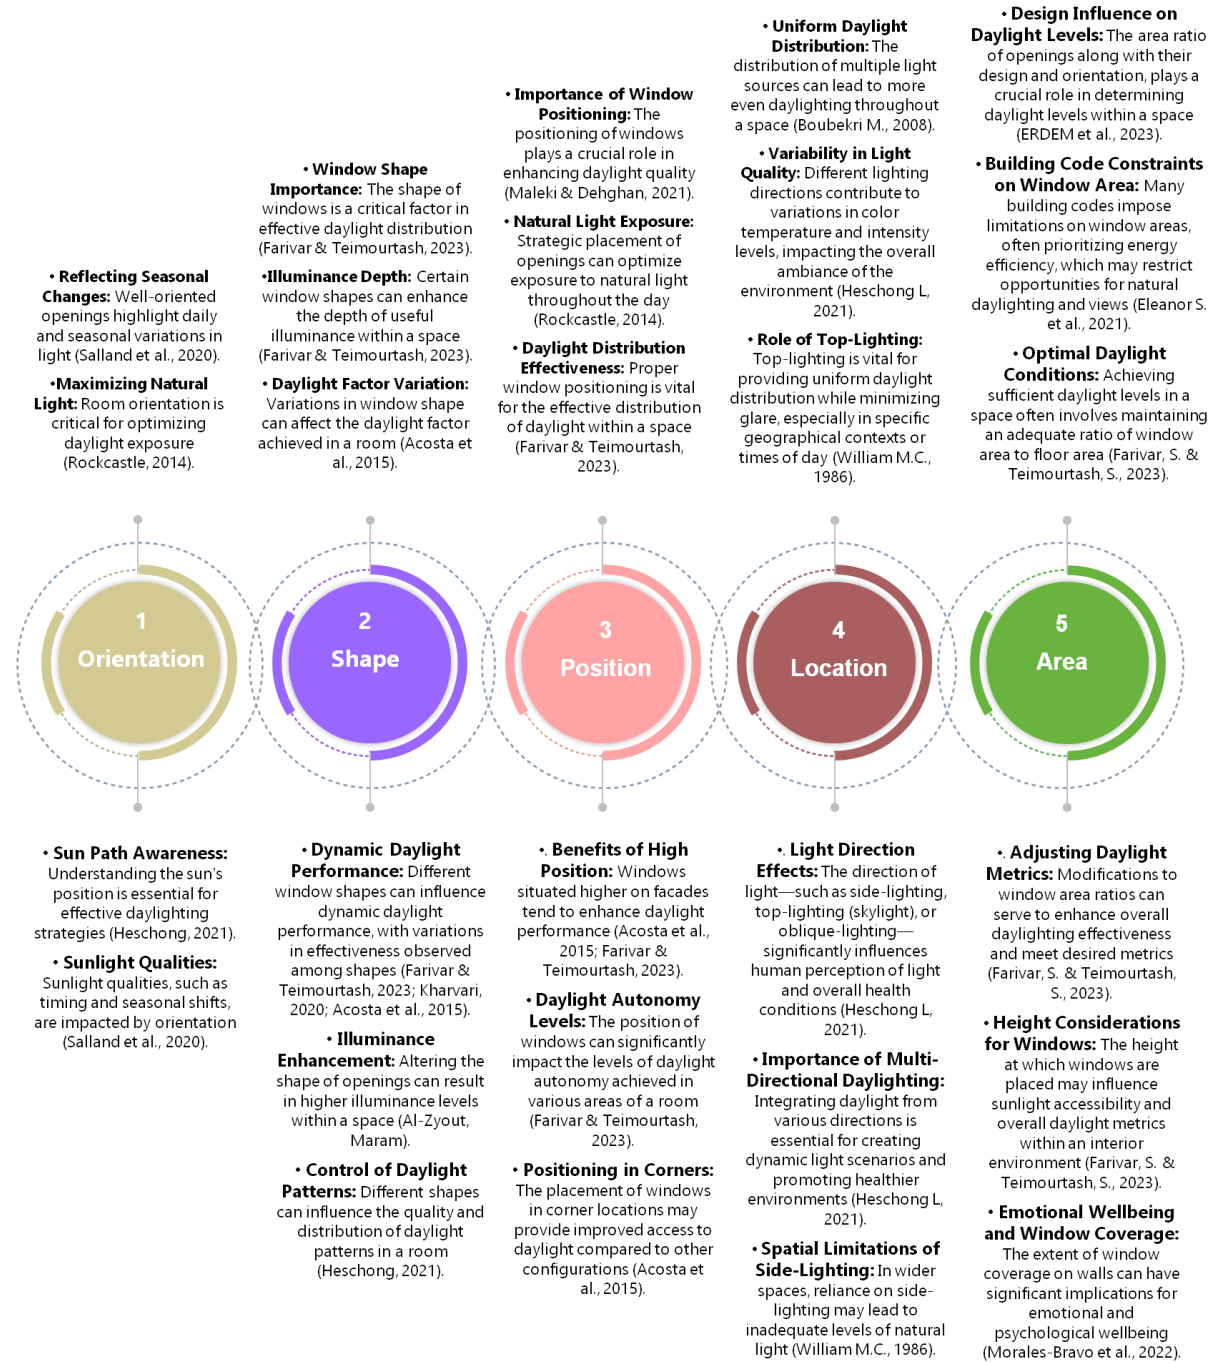 • Reflecting Seasonal
Changes: Well-oriented
openings highlight daily
and seasonal variations in
light (Salland et al., 2020).
•Maximizing Natural
Light: Room orientation is
critical for optimizing
daylight exposure
(Rockcastle, 2014).
• Window Shape
Importance: The shape of
windows is a critical factor in
effective daylight distribution
(Farivar & Teimourtash, 2023).
•Illuminance Depth: Certain
window shapes can enhance
the depth of useful
illuminance within a space
(Farivar & Teimourtash, 2023).
• Daylight Factor Variation:
Variations in window shape
can affect the daylight factor
achieved in a room (Acosta et
al., 2015).
• Importance of Window
Positioning: The
positioning of windows
plays a crucial role in
enhancing daylight quality
(Maleki & Dehghan, 2021).
• Natural Light Exposure:
Strategic placement of
openings can optimize
exposure to natural light
throughout the day
(Rockcastle, 2014).
• Daylight Distribution
Effectiveness: Proper
window positioning is vital
for the effective distribution
of daylight within a space
(Farivar & Teimourtash,
2023).
• Uniform Daylight
Distribution: The
distribution of multiple light
sources can lead to more
even daylighting throughout
a space (Boubekri M., 2008).
• Variability in Light
Quality: Different lighting
directions contribute to
variations in color
temperature and intensity
levels, impacting the overall
ambiance of the
environment (Heschong L,
2021).
• Role of Top-Lighting:
Top-lighting is vital for
providing uniform daylight
distribution while minimizing
glare, especially in specific
geographical contexts or
times of day (William M.C.,
1986).
• Design Influence on
Daylight Levels: The area ratio
of openings along with their
design and orientation, plays a
crucial role in determining
daylight levels within a space
(ERDEM et al., 2023).
• Building Code Constraints
on Window Area: Many
building codes impose
limitations on window areas,
often prioritizing energy
efficiency, which may restrict
opportunities for natural
daylighting and views (Eleanor S.
et al., 2021).
• Optimal Daylight
Conditions: Achieving
sufficient daylight levels in a
space often involves maintaining
an adequate ratio of window
area to floor area (Farivar, S. &
Teimourtash, S., 2023).
1
Orientation
2
Shape
3
Position
4
Location
5
Area
• Sun Path Awareness:
Understanding the sun's
position is essential for
effective daylighting
strategies (Heschong, 2021).
• Sunlight Qualities:
Sunlight qualities, such as
timing and seasonal shifts,
are impacted by orientation
(Salland et al., 2020).
• Dynamic Daylight
Performance: Different
window shapes can influence
dynamic daylight
performance, with variations
in effectiveness observed
among shapes (Farivar &
Teimourtash, 2023; Kharvari,
2020; Acosta et al., 2015).
• Illuminance
Enhancement: Altering the
shape of openings can result
in higher illuminance levels
within a space (Al-Zyout,
Maram).
• Control of Daylight
Patterns: Different shapes
can influence the quality and
distribution of daylight
patterns in a room
(Heschong, 2021).
•. Benefits of High
Position: Windows
situated higher on facades
tend to enhance daylight
performance (Acosta et al.,
2015; Farivar &
Teimourtash, 2023).
• Daylight Autonomy
Levels: The position of
windows can significantly
impact the levels of daylight
autonomy achieved in
various areas of a room
(Farivar & Teimourtash,
2023).
• Positioning in Corners:
The placement of windows
in corner locations may
provide improved access to
daylight compared to other
configurations (Acosta et
al., 2015).
•. Light Direction
Effects: The direction of
light—such as side-lighting,
top-lighting (skylight), or
oblique-lighting—
significantly influences
human perception of light
and overall health
conditions (Heschong L,
2021).
• Importance of Multi-
Directional Daylighting:
Integrating daylight from
various directions is
essential for creating
dynamic light scenarios and
promoting healthier
environments (Heschong L,
2021).
• Spatial Limitations of
Side-Lighting: In wider
spaces, reliance on side-
lighting may lead to
inadequate levels of natural
light (William M.C., 1986).
•. Adjusting Daylight
Metrics: Modifications to
window area ratios can
serve to enhance overall
daylighting effectiveness
and meet desired metrics
(Farivar, S. & Teimourtash,
S., 2023).
• Height Considerations
for Windows: The height
at which windows are
placed may influence
sunlight accessibility and
overall daylight metrics
within an interior
environment (Farivar, S. &
Teimourtash, S., 2023).
• Emotional Wellbeing
and Window Coverage:
The extent of window
coverage on walls can have
significant implications for
emotional and
psychological wellbeing
(Morales-Bravo et al., 2022).